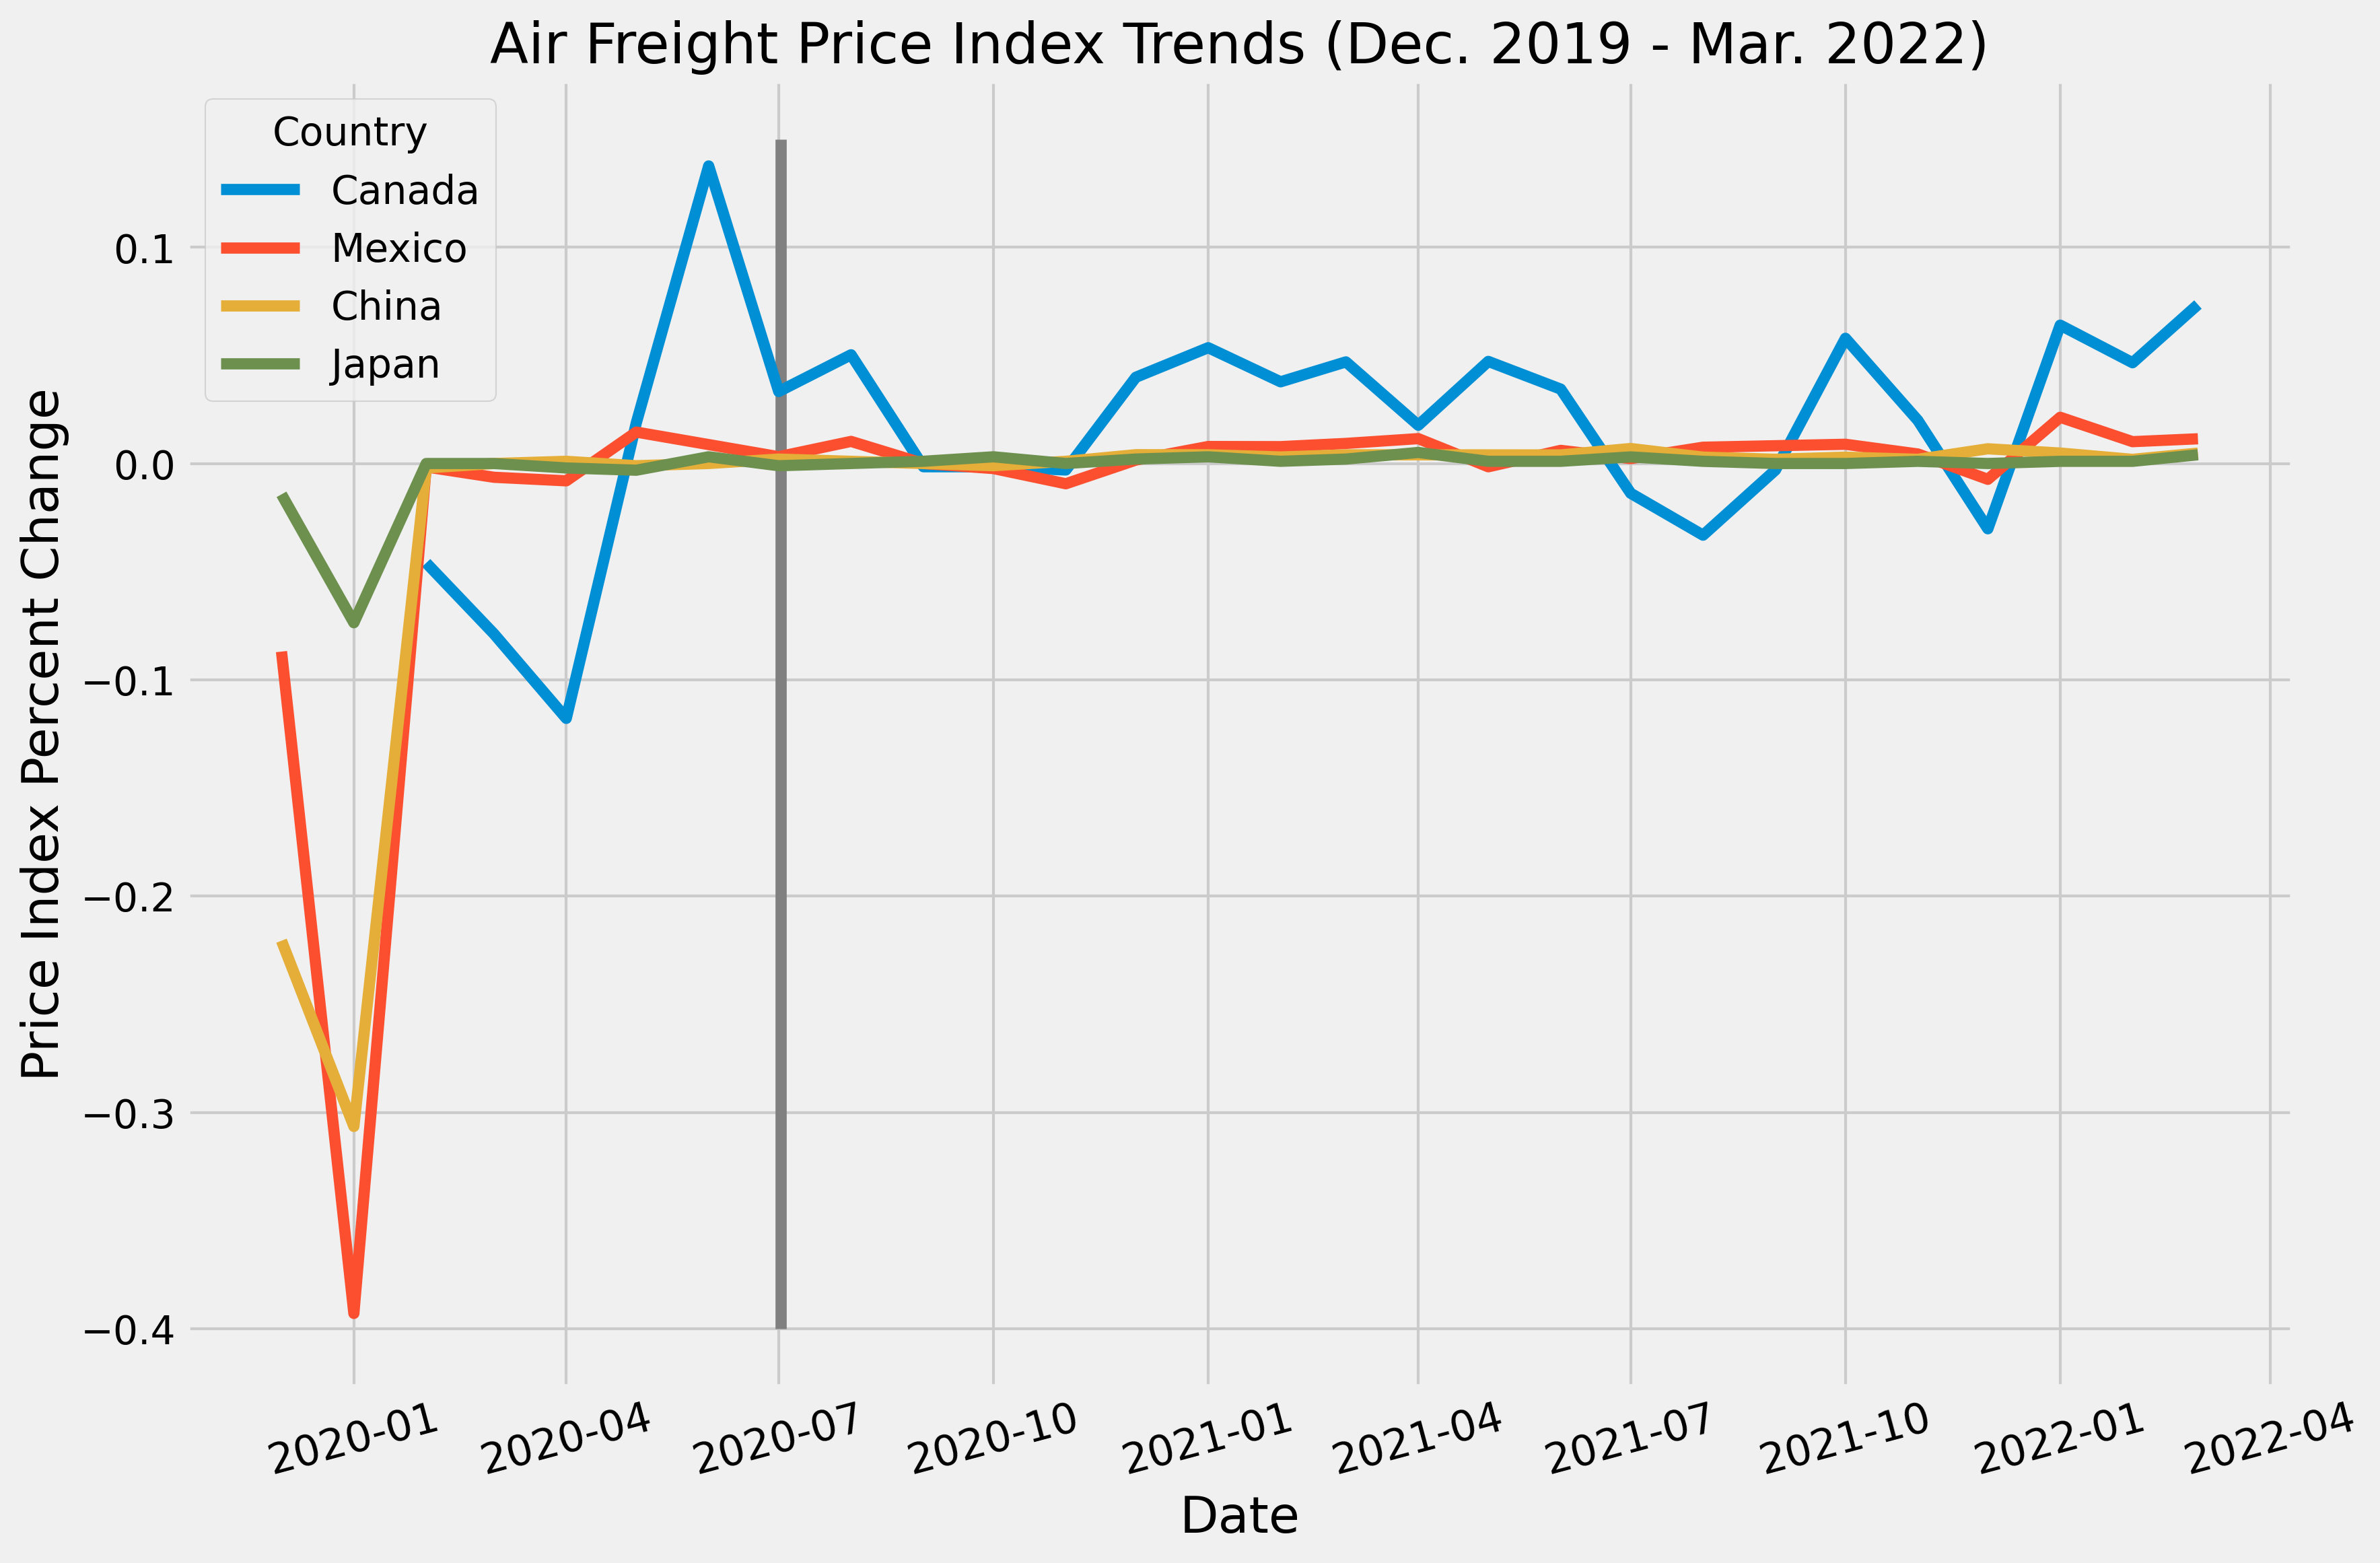 Air Freight Price Index Trends (Dec. 2019 - Mar. 2022)
Country
Canada
Mexico
China
Japan
Price Index Percent Change
0.1
0.0
−0.1
−0.2
−0.3
−0.4
2020-01
2020-04
2020-07
2020-10
2021-01
2021-04
2021-07
2021-10
2022-01
2022-04
Date